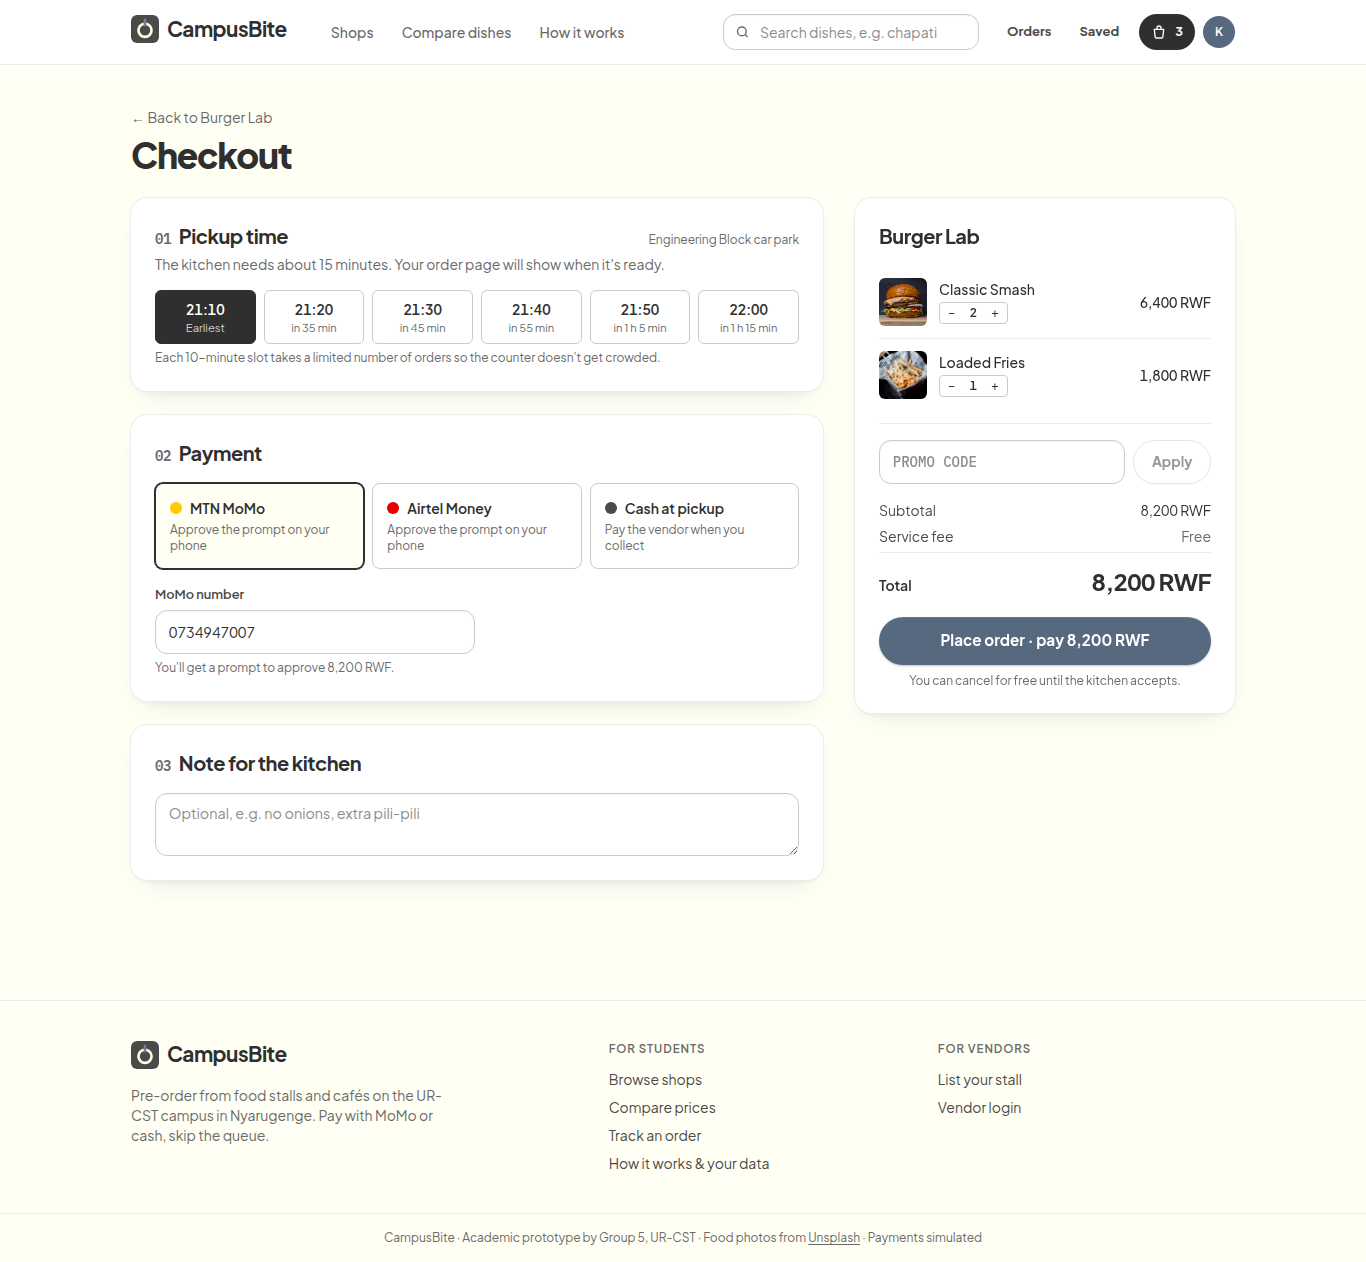 CampusBite
Shops
Compare dishes
How it works
Search dishes, e.g. chapati
Orders
Saved
3
K
← Back to Burger Lab
Checkout
01 Pickup time
Engineering Block car park
The kitchen needs about 15 minutes. Your order page will show when it's ready.
21:10
Earliest
21:20
in 35 min
21:30
in 45 min
21:40
in 55 min
21:50
in 1 h 5 min
22:00
in 1 h 15 min
Each 10-minute slot takes a limited number of orders so the counter doesn't get crowded.
02 Payment
MTN MoMo
Approve the prompt on your
phone
Airtel Money
Approve the prompt on your
phone
Cash at pickup
Pay the vendor when you
collect
MoMo number
0734947007
You'll get a prompt to approve 8,200 RWF.
03 Note for the kitchen
Optional, e.g. no onions, extra pili-pili
Burger Lab
Classic Smash
− 2 +
6,400 RWF
Loaded Fries
− 1 +
1,800 RWF
PROMO CODE
Apply
Subtotal 8,200 RWF
Service fee Free
Total 8,200 RWF
Place order · pay 8,200 RWF
You can cancel for free until the kitchen accepts.
CampusBite
Pre-order from food stalls and cafés on the UR-
CST campus in Nyarugenge. Pay with MoMo or
cash, skip the queue.
FOR STUDENTS
Browse shops
Compare prices
Track an order
How it works & your data
FOR VENDORS
List your stall
Vendor login
CampusBite · Academic prototype by Group 5, UR-CST · Food photos from Unsplash · Payments simulated